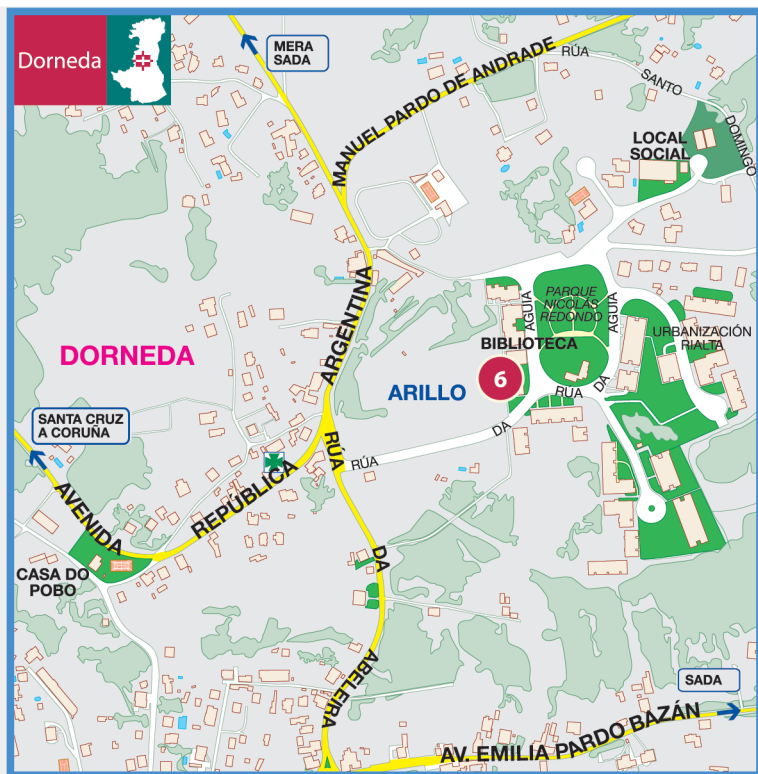 Dorneda
MERA
SADA
MANUEL PARDO DE ANDRADE
RÚA
SANTO
DOMINGO
LOCAL
SOCIAL
ARGENTINA
PARQUE
NICOLÁS
REDONDO
AGUIA
AGUIA
BIBLIOTECA
URBANIZACIÓN
RIALTA
DORNEDA
ARILLO
6
RÚA
DA
SANTA CRUZ
A CORUÑA
RÚA
DA
RÚA
REPÚBLICA
AVENIDA
CASA DO
POBO
DA
ABELEIRA
SADA
AV. EMILIA PARDO BAZÁN